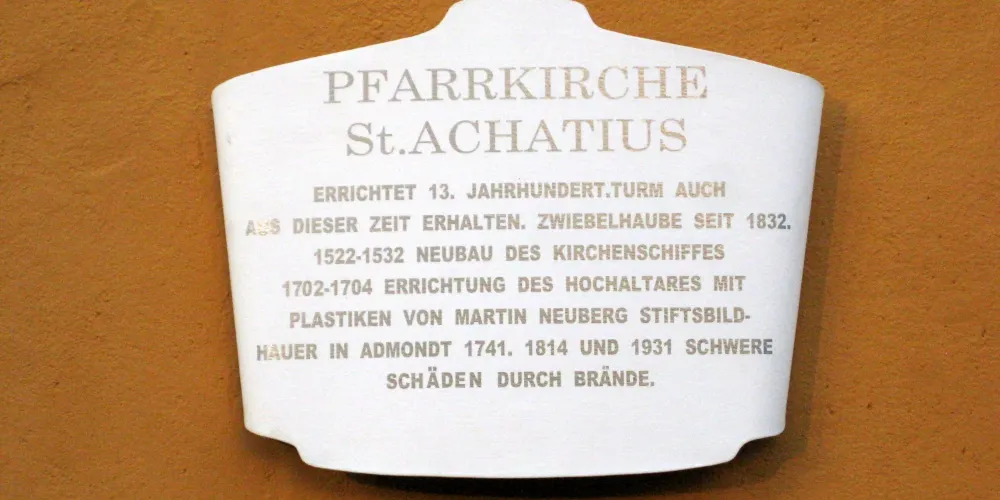 PFARRKIRCHE
St.ACHATIUS
ERRICHTET 13. JAHRHUNDERT.TURM AUCH
AUS DIESER ZEIT ERHALTEN. ZWIEBELHAUBE SEIT 1832.
1522-1532 NEUBAU DES KIRCHENSCHIFFES
1702-1704 ERRICHTUNG DES HOCHALTARES MIT
PLASTIKEN VON MARTIN NEUBERG STIFTSBILD-
HAUER IN ADMONDT 1741. 1814 UND 1931 SCHWERE
SCHÄDEN DURCH BRÄNDE.